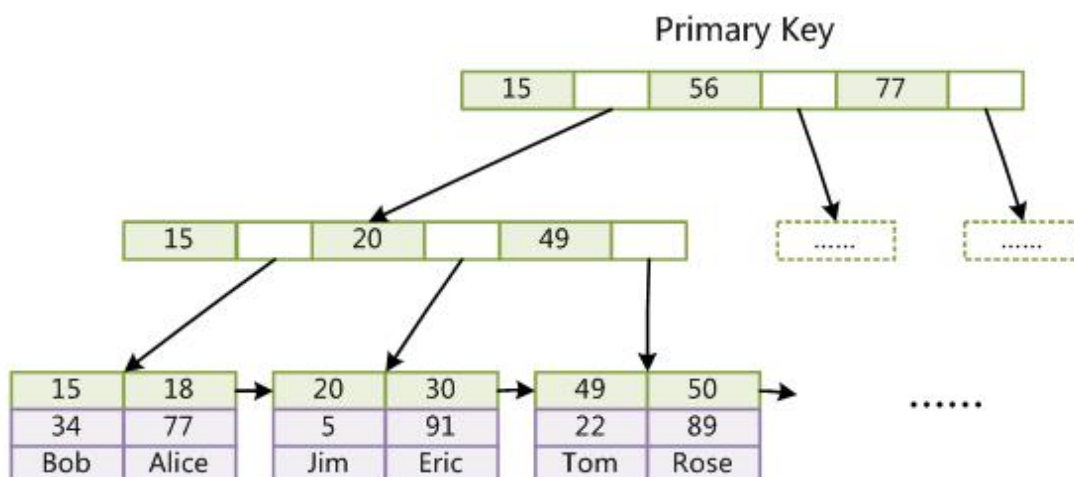 Primary Key
15 56 77
15 20 49
...... ......
15 18 20 30 49 50
......
34 77 5 91 22 89
Bob Alice Jim Eric Tom Rose